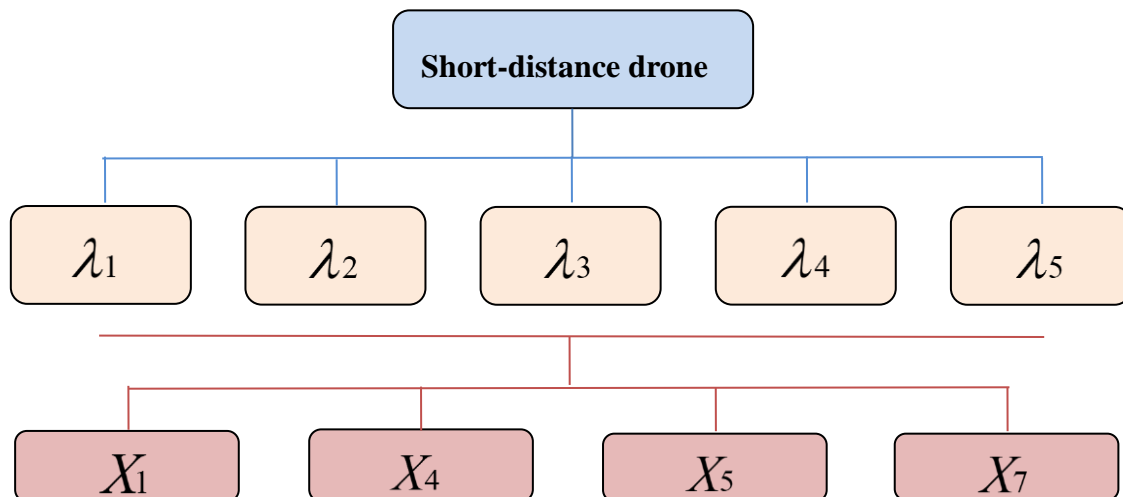 Short-distance drone
λ1 λ2 λ3 λ4 λ5
X1 X4 X5 X7